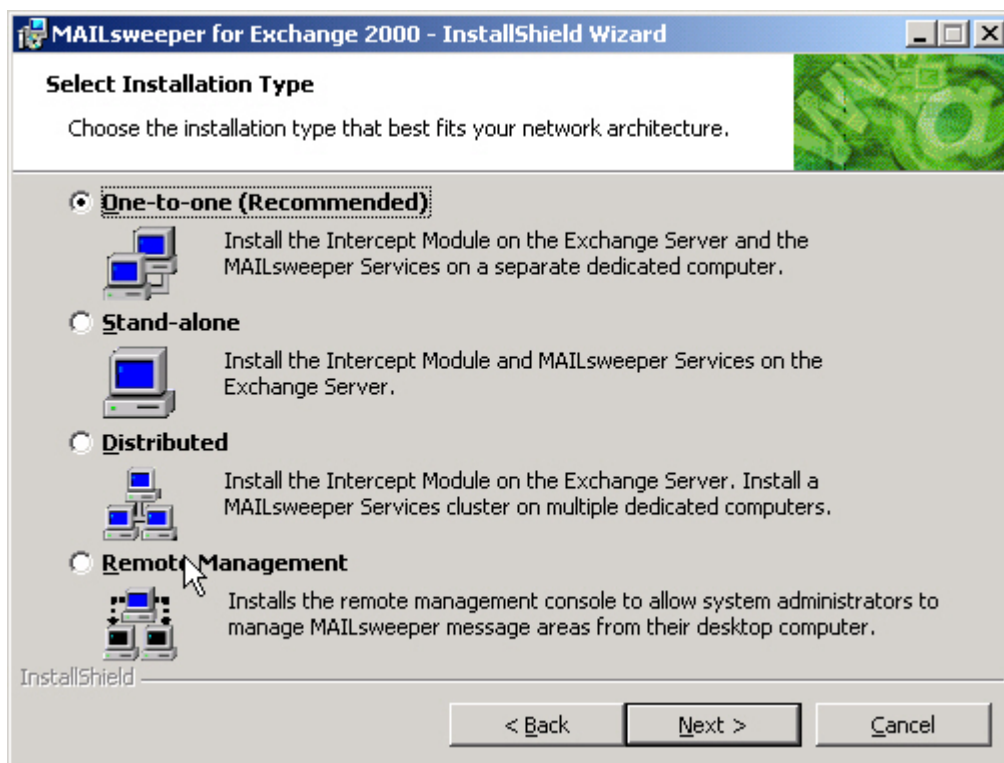 MAILsweeper for Exchange 2000 - InstallShield Wizard
Select Installation Type
Choose the installation type that best fits your network architecture.
One-to-one (Recommended)
Install the Intercept Module on the Exchange Server and the
MAILsweeper Services on a separate dedicated computer.
Stand-alone
Install the Intercept Module and MAILsweeper Services on the
Exchange Server.
Distributed
Install the Intercept Module on the Exchange Server. Install a
MAILsweeper Services cluster on multiple dedicated computers.
Remote Management
Installs the remote management console to allow system administrators to
manage MAILsweeper message areas from their desktop computer.
InstallShield
< Back Next > Cancel